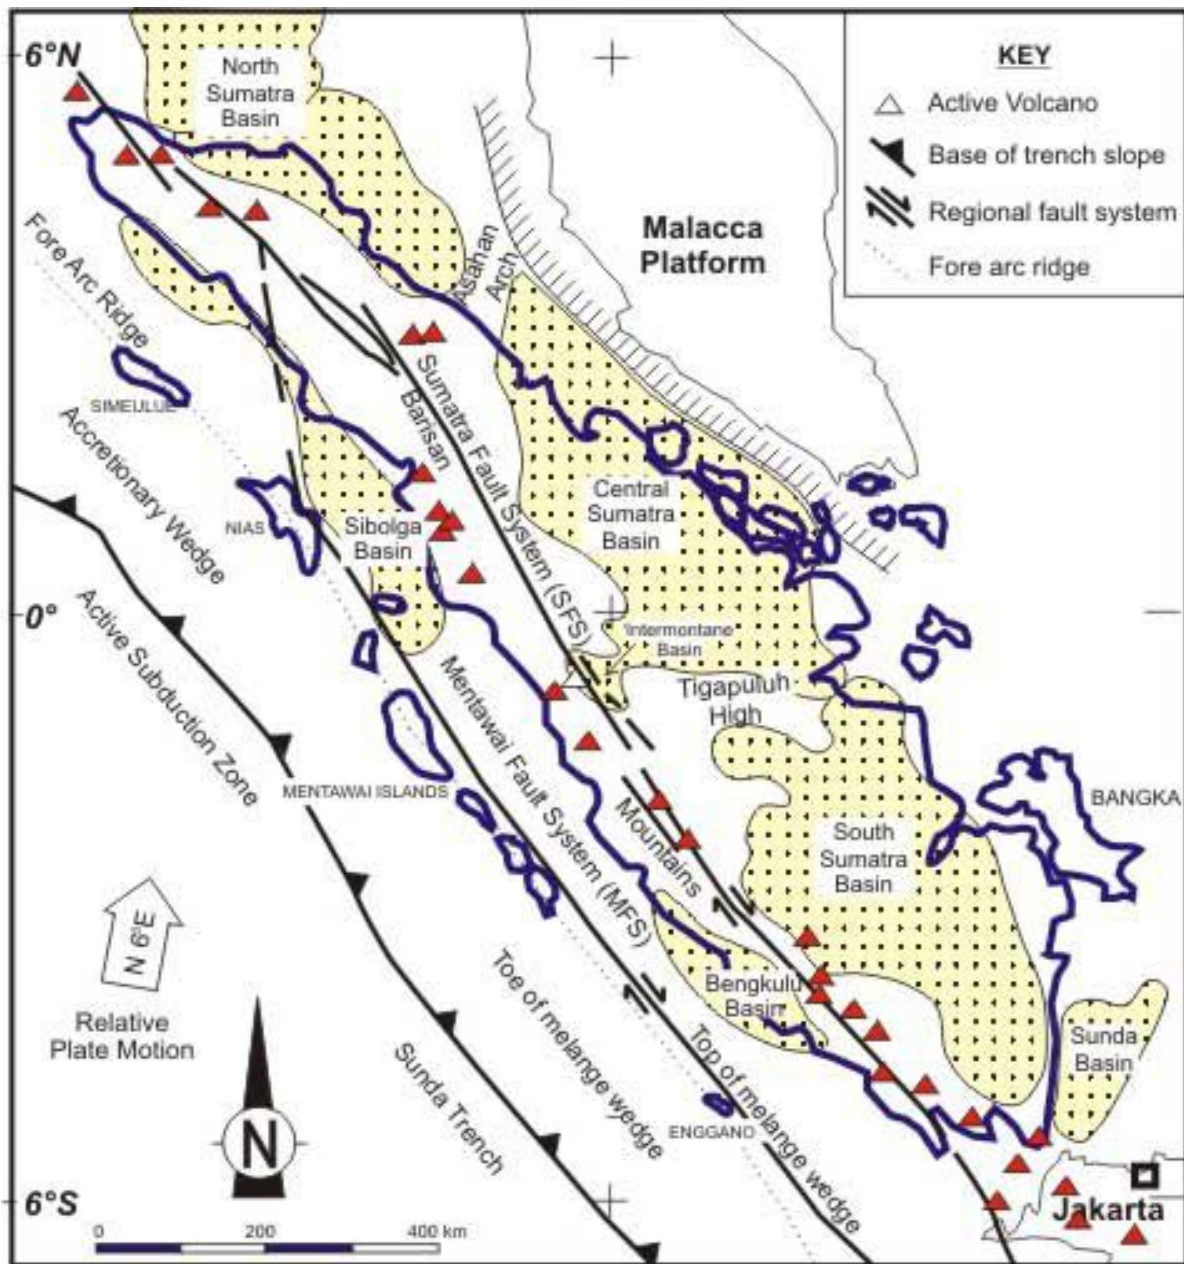 6°N
North
Sumatra
Basin
KEY
Active Volcano
Base of trench slope
Regional fault system
Fore arc ridge
Malacca
Platform
Asahan
Arch
Fore Arc Ridge
SIMEULUE
Accretionary Wedge
Barisan
Sumatra Fault System (SFS)
Central
Sumatra
Basin
NIAS
Sibolga
Basin
0°
Active Subduction Zone
Intermontane
Basin
Tigapuluh
High
Mentawai Fault System (MFS)
MENTAWAI ISLANDS
Mountains
BANGKA
South
Sumatra
Basin
N 6°E
Relative
Plate Motion
Bengkulu
Basin
Sunda
Basin
Toe of melange wedge
Top of melange wedge
Sunda Trench
ENGGANO
N
6°S
Jakarta
0 200 400 km